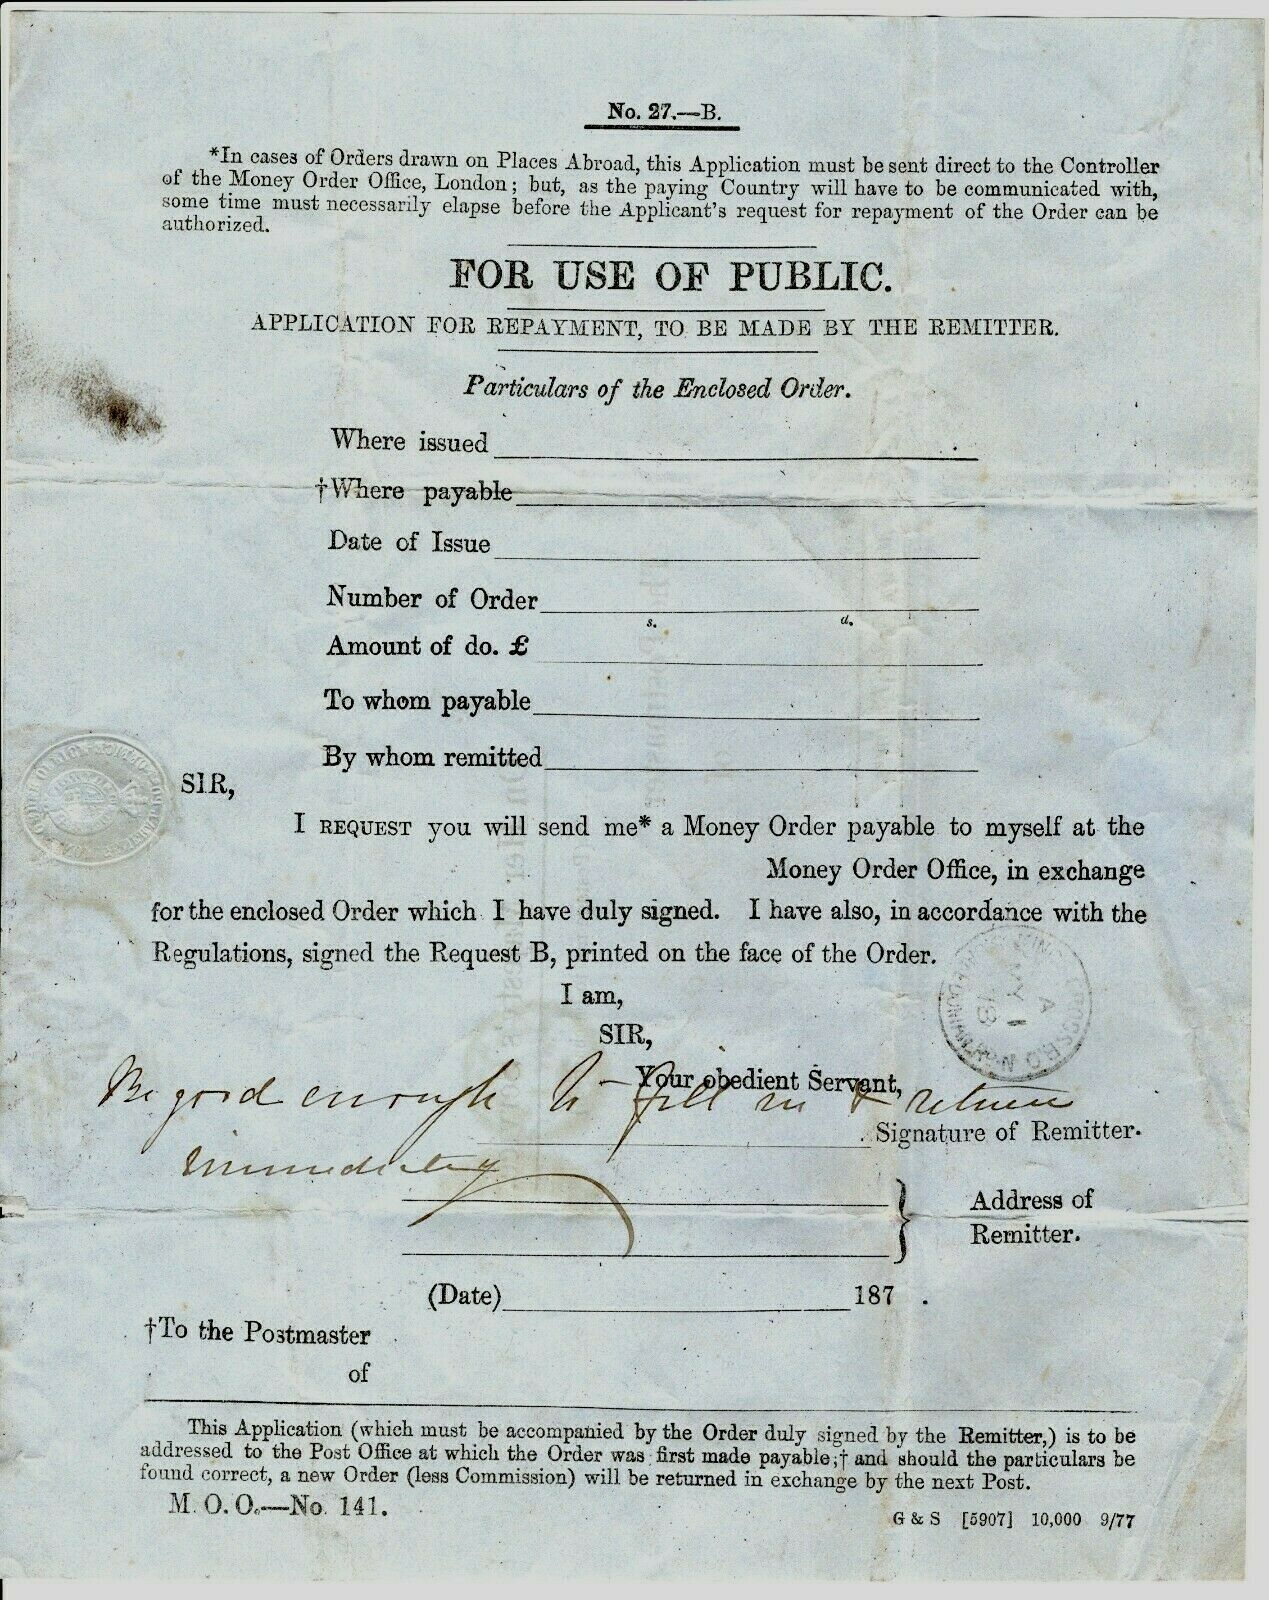 No. 27.—B.
*In cases of Orders drawn on Places Abroad, this Application must be sent direct to the Controller
of the Money Order Office, London; but, as the paying Country will have to be communicated with,
some time must necessarily elapse before the Applicant's request for repayment of the Order can be
authorized.
FOR USE OF PUBLIC.
APPLICATION FOR REPAYMENT, TO BE MADE BY THE REMITTER.
Particulars of the Enclosed Order.
Where issued
†Where payable
Date of Issue
Number of Order
s. d.
Amount of do. £
To whom payable
By whom remitted
SIR,
I REQUEST you will send me* a Money Order payable to myself at the
Money Order Office, in exchange
for the enclosed Order which I have duly signed. I have also, in accordance with the
Regulations, signed the Request B, printed on the face of the Order.
I am,
SIR,
Your obedient Servant,
Be good enough to fill in & return
Signature of Remitter.
immediately
Address of
Remitter.
(Date) 187 .
†To the Postmaster
of
This Application (which must be accompanied by the Order duly signed by the Remitter,) is to be
addressed to the Post Office at which the Order was first made payable;† and should the particulars be
found correct, a new Order (less Commission) will be returned in exchange by the next Post.
M. O. O.—No. 141.
G & S [5907] 10,000 9/77
A
MY 1
78